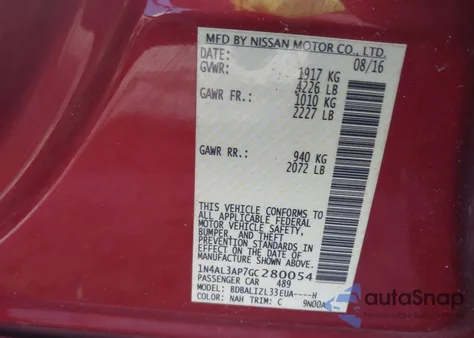 MFD BY NISSAN MOTOR CO., LTD.
DATE: 08/16
GVWR: 1917 KG
4226 LB
GAWR FR.: 1010 KG
2227 LB
GAWR RR.: 940 KG
2072 LB
THIS VEHICLE CONFORMS TO
ALL APPLICABLE FEDERAL
MOTOR VEHICLE SAFETY,
BUMPER, AND THEFT
PREVENTION STANDARDS IN
EFFECT ON THE DATE OF
MANUFACTURE SHOWN ABOVE.
1N4AL3AP7GC280054
PASSENGER CAR 489
MODEL: BDBALIZL33EUA----H
COLOR: NAH TRIM: C 9N00A
autaSnap